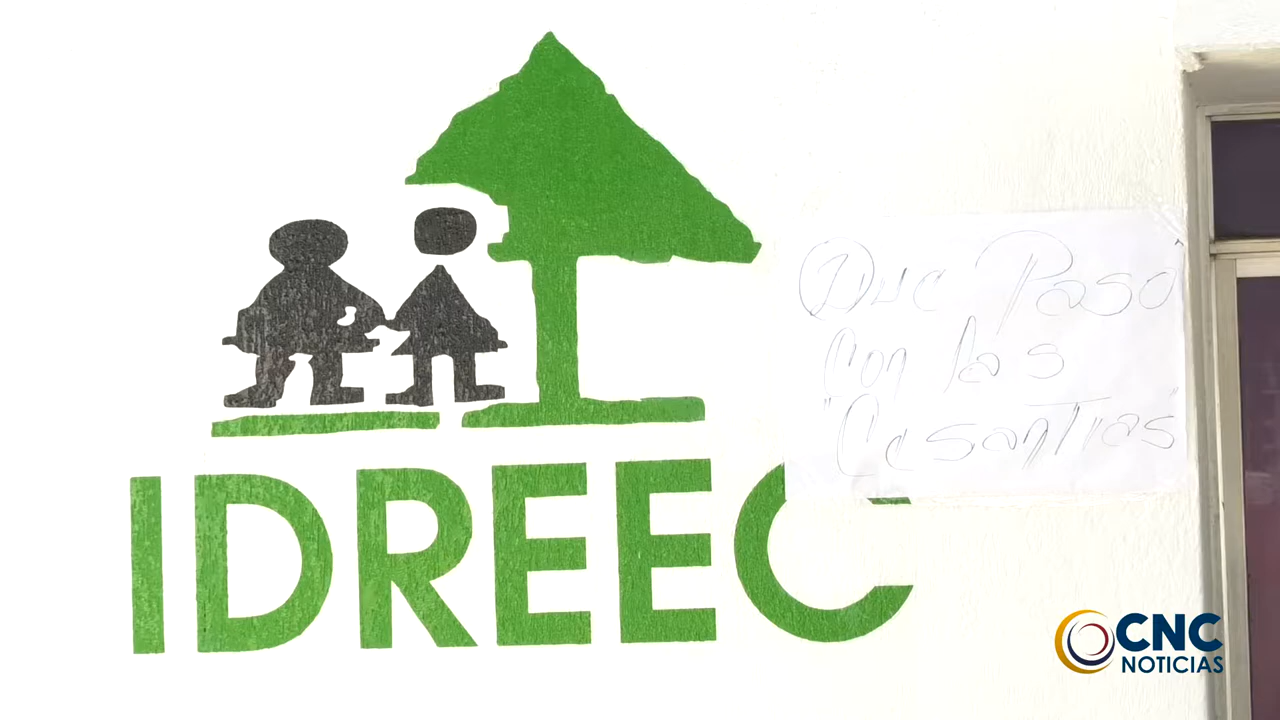 Que Paso
Con las
"Cesantias"
IDREEC
CNC
NOTICIAS